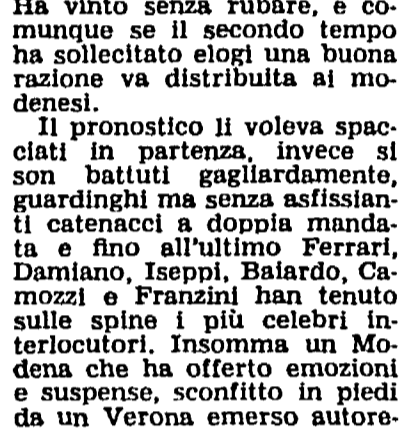 Ha vinto senza rubare, e co-
munque se il secondo tempo
ha sollecitato elogi una buona
razione va distribuita ai mo-
denesi.
Il pronostico li voleva spac-
ciati in partenza, invece si
son battuti gagliardamente,
guardinghi ma senza asfissian-
ti catenacci a doppia manda-
ta e fino all'ultimo Ferrari,
Damiano, Iseppi, Baiardo, Ca-
mozzi e Franzini han tenuto
sulle spine i più celebri in-
terlocutori. Insomma un Mo-
dena che ha offerto emozioni
e suspense, sconfitto in piedi
da un Verona emerso autore-